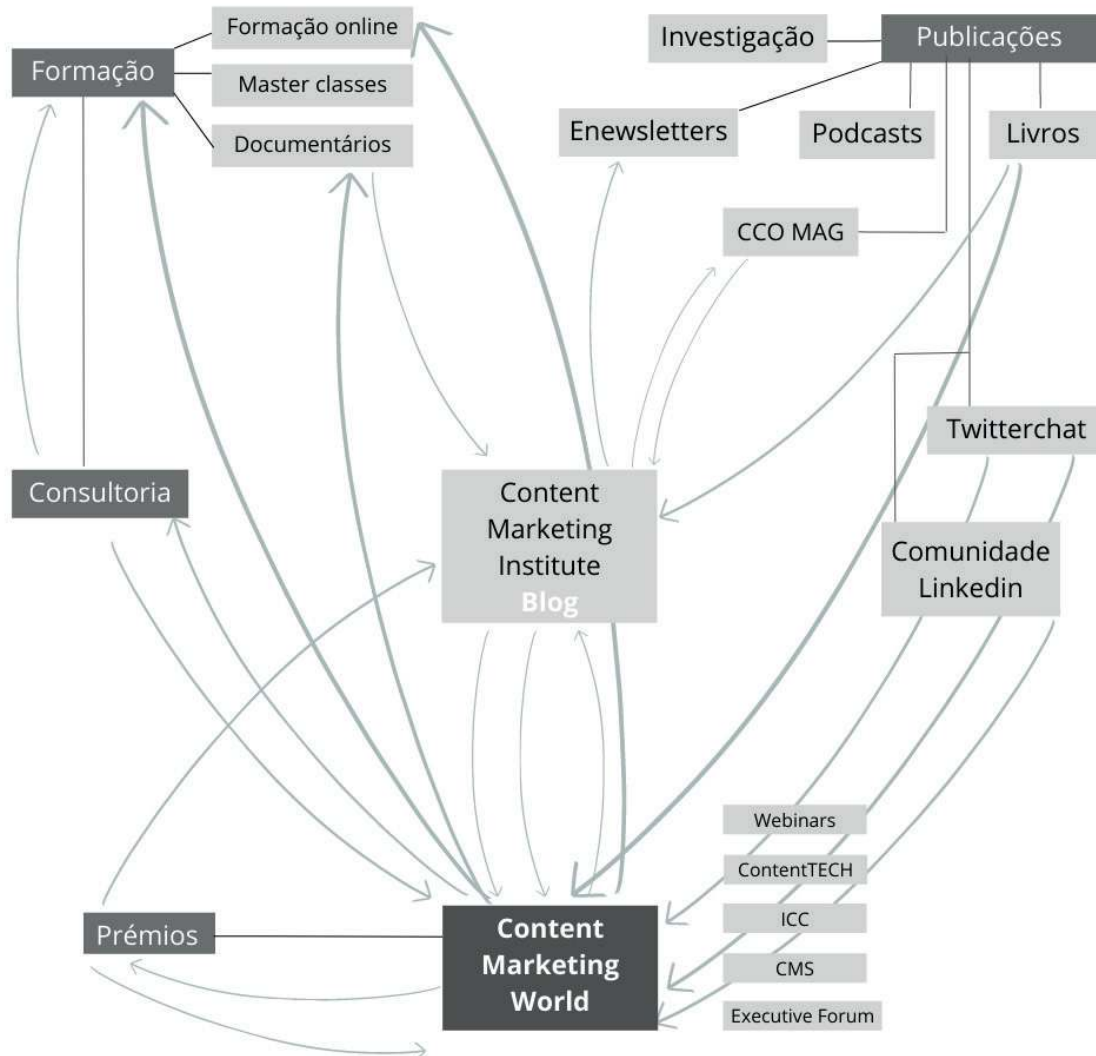 Formação online
Investigação
Publicações
Formação
Master classes
Documentários
Enewsletters
Podcasts
Livros
CCO MAG
Twitterchat
Consultoria
Content
Marketing
Institute
Blog
Comunidade
Linkedin
Webinars
ContentTECH
ICC
CMS
Executive Forum
Prémios
Content
Marketing
World